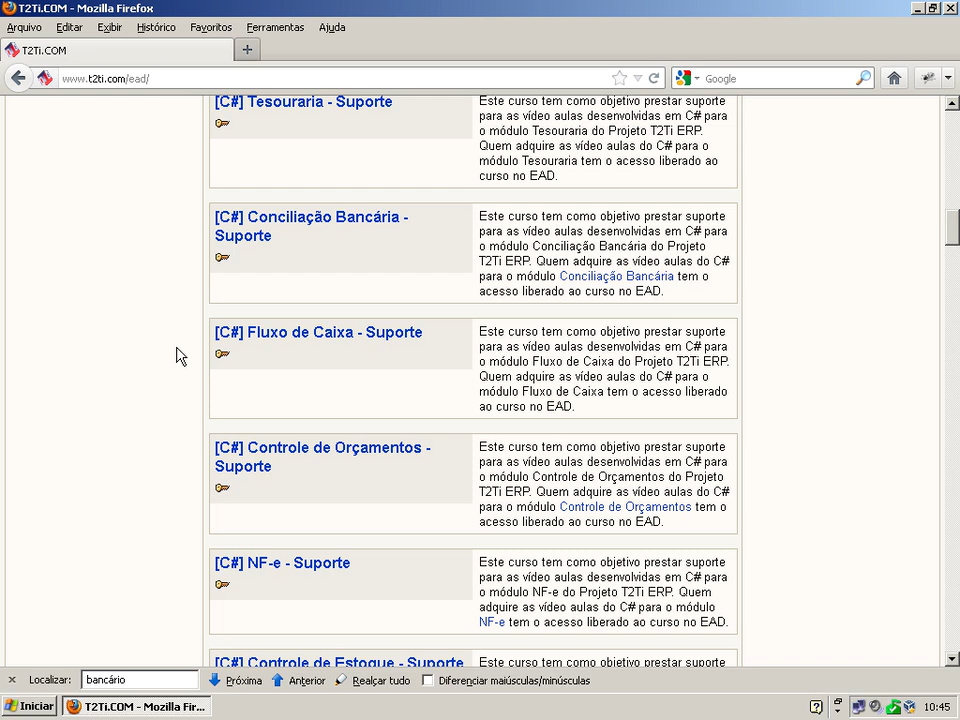 T2Ti.COM - Mozilla Firefox
Arquivo Editar Exibir Histórico Favoritos Ferramentas Ajuda
T2Ti.COM
www.t2ti.com/ead/
Google
[C#] Tesouraria - Suporte
Este curso tem como objetivo prestar suporte
para as vídeo aulas desenvolvidas em C# para
o módulo Tesouraria do Projeto T2Ti ERP.
Quem adquire as vídeo aulas do C# para o
módulo Tesouraria tem o acesso liberado ao
curso no EAD.
[C#] Conciliação Bancária -
Suporte
Este curso tem como objetivo prestar suporte
para as vídeo aulas desenvolvidas em C# para
o módulo Conciliação Bancária do Projeto
T2Ti ERP. Quem adquire as vídeo aulas do C#
para o módulo Conciliação Bancária tem o
acesso liberado ao curso no EAD.
[C#] Fluxo de Caixa - Suporte
Este curso tem como objetivo prestar suporte
para as vídeo aulas desenvolvidas em C# para
o módulo Fluxo de Caixa do Projeto T2Ti ERP.
Quem adquire as vídeo aulas do C# para o
módulo Fluxo de Caixa tem o acesso liberado
ao curso no EAD.
[C#] Controle de Orçamentos -
Suporte
Este curso tem como objetivo prestar suporte
para as vídeo aulas desenvolvidas em C# para
o módulo Controle de Orçamentos do Projeto
T2Ti ERP. Quem adquire as vídeo aulas do C#
para o módulo Controle de Orçamentos tem o
acesso liberado ao curso no EAD.
[C#] NF-e - Suporte
Este curso tem como objetivo prestar suporte
para as vídeo aulas desenvolvidas em C# para
o módulo NF-e do Projeto T2Ti ERP. Quem
adquire as vídeo aulas do C# para o módulo
NF-e tem o acesso liberado ao curso no EAD.
[C#] Controle de Estoque - Suporte
Este curso tem como objetivo prestar suporte
Localizar: bancário Próxima Anterior Realçar tudo Diferenciar maiúsculas/minúsculas
Iniciar T2Ti.COM - Mozilla Fir... 10:45